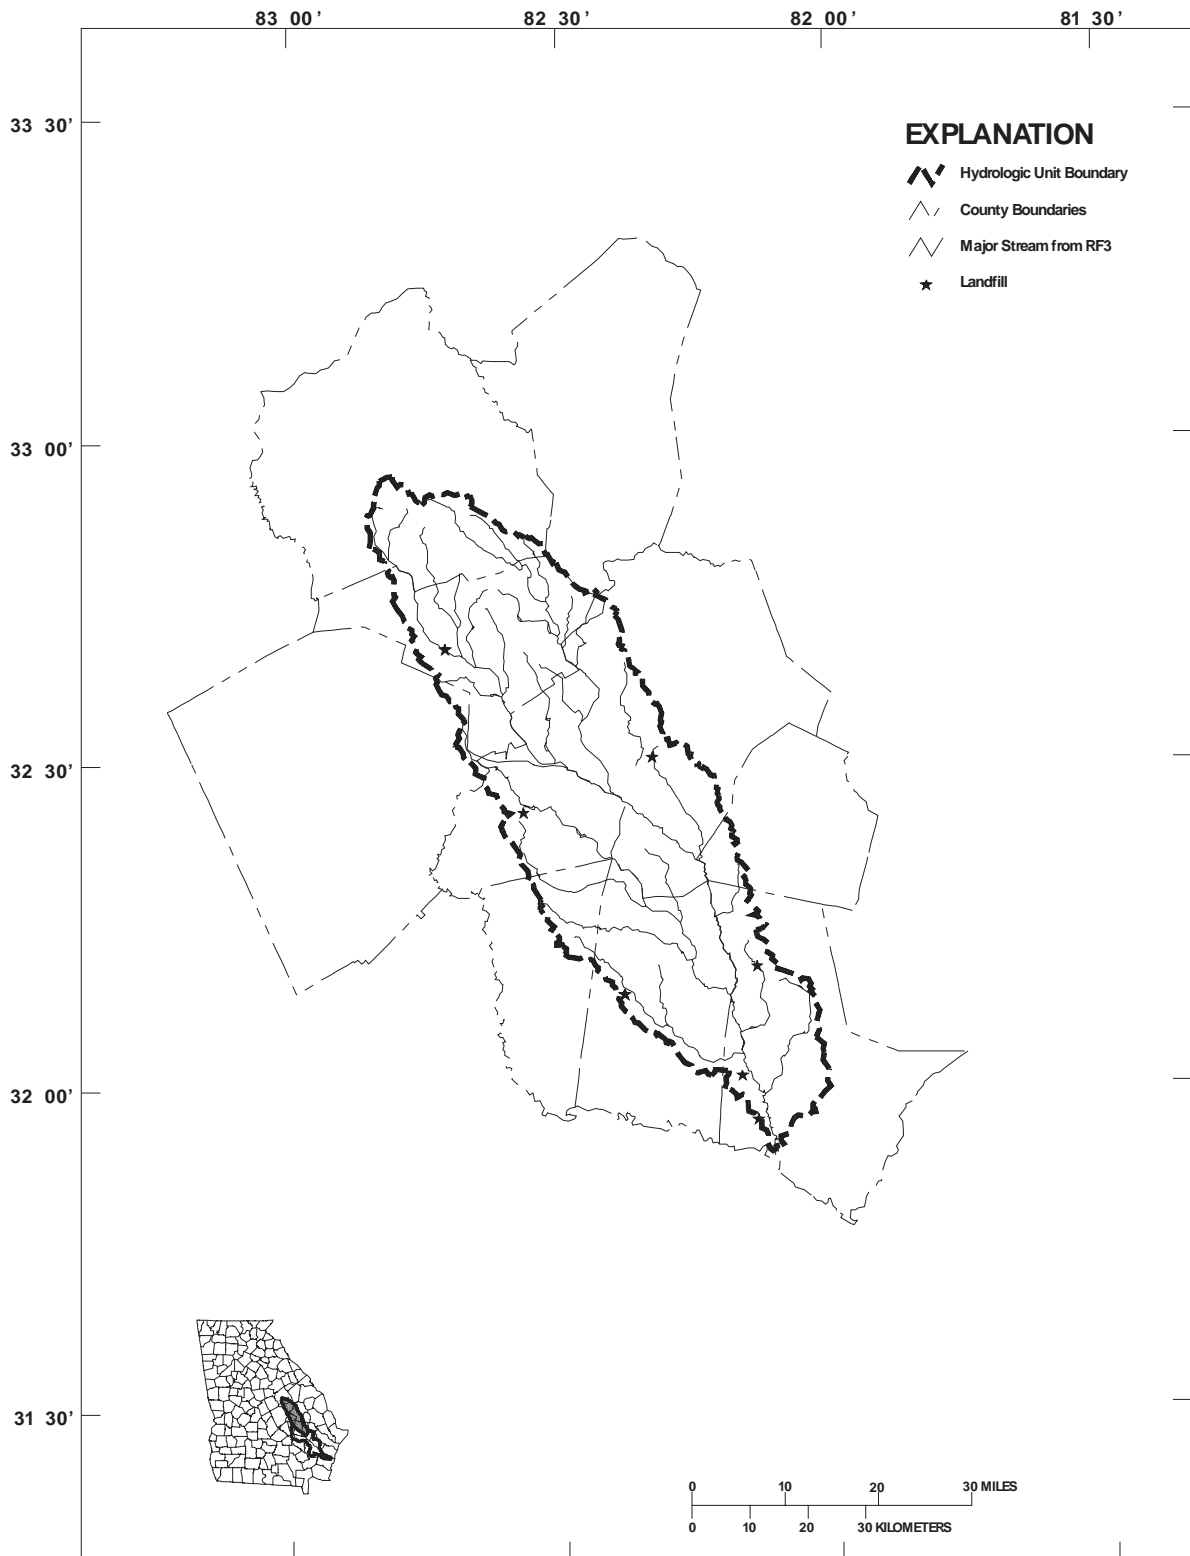 83 00' 82 30' 82 00' 81 30'
33 30'
EXPLANATION
Hydrologic Unit Boundary
County Boundaries
Major Stream from RF3
Landfill
33 00'
32 30'
32 00'
31 30'
0 10 20 30 MILES
0 10 20 30 KILOMETERS